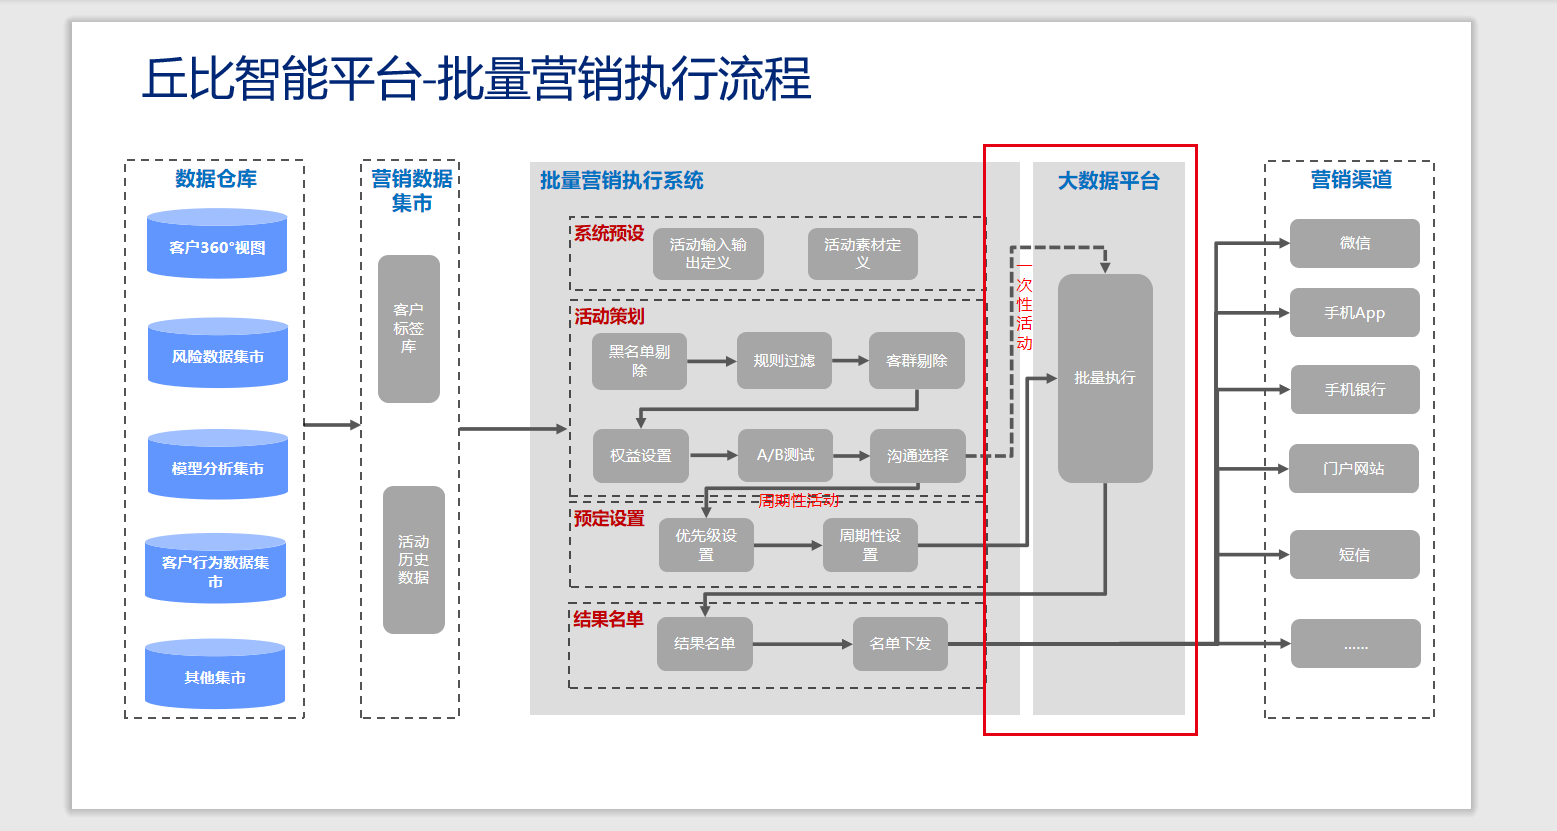 丘比智能平台-批量营销执行流程
数据仓库
客户360°视图
风险数据集市
模型分析集市
客户行为数据集
市
其他集市
营销数据
集市
客户
标签
库
活动
历史
数据
批量营销执行系统
系统预设
活动输入输
出定义
活动素材定
义
活动策划
黑名单剔
除
规则过滤
客群剔除
权益设置
A/B测试
沟通选择
周期性活动
预定设置
优先级设
置
周期性设
置
结果名单
结果名单
名单下发
一
次
性
活
动
大数据平台
批量执行
营销渠道
微信
手机App
手机银行
门户网站
短信
......